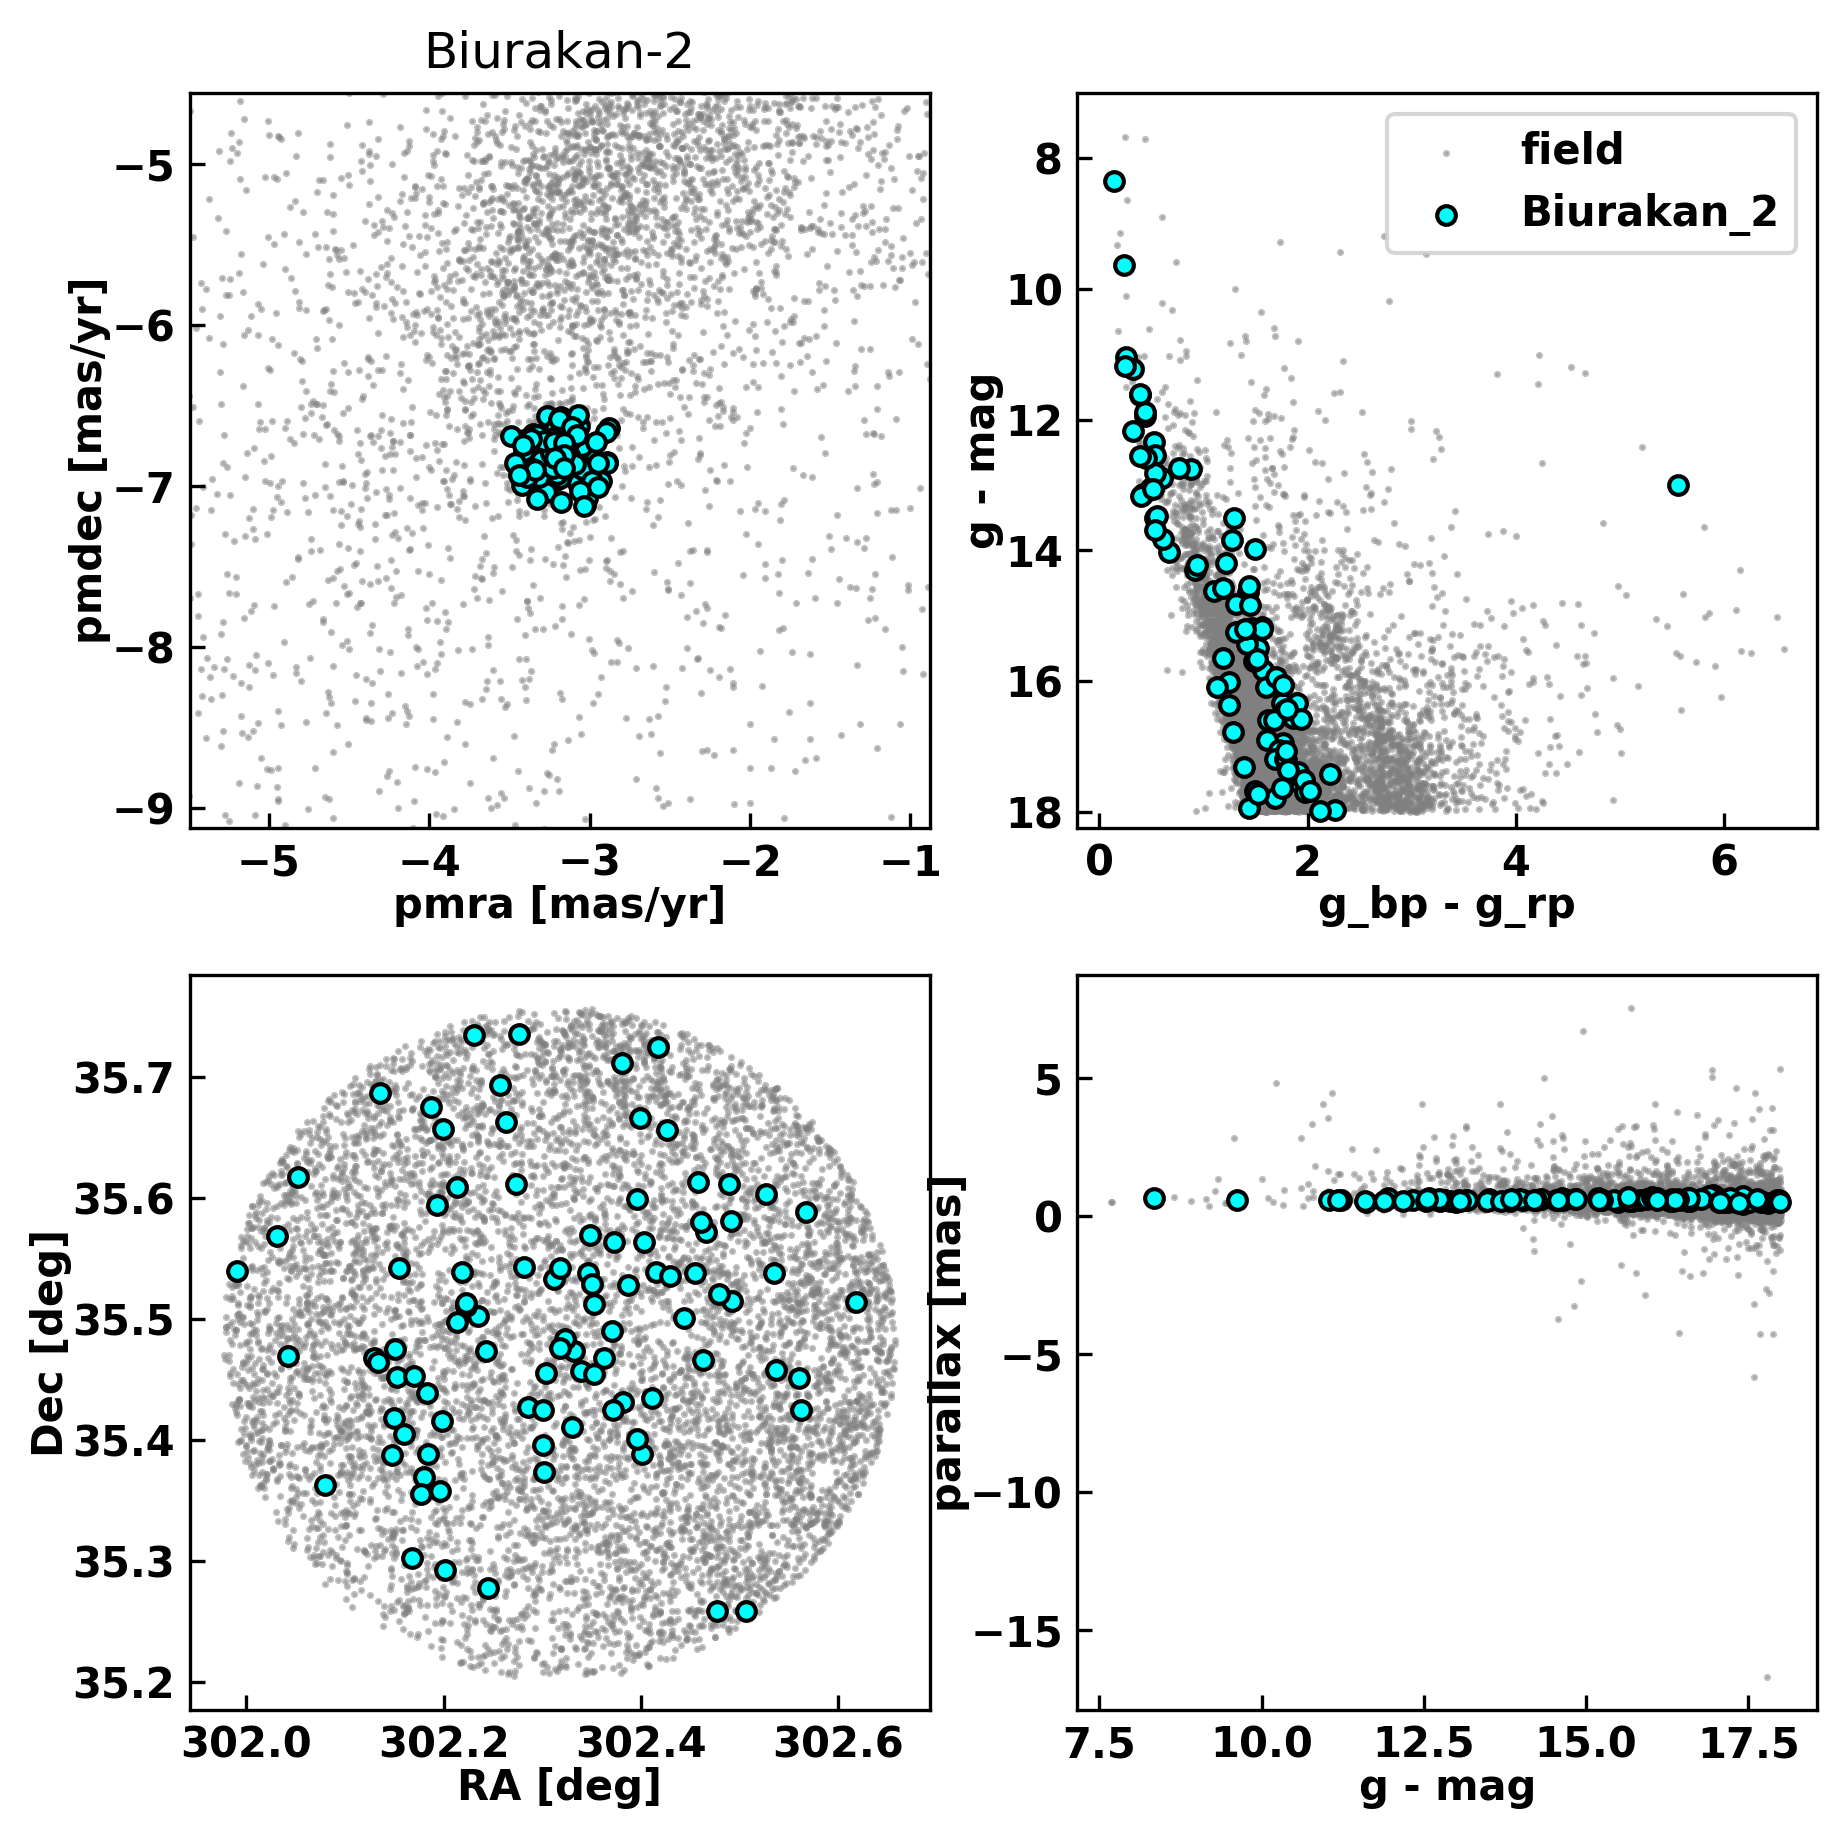 Biurakan-2
−5
−6
−7
−8
−9
pmdec [mas/yr]
−5 −4 −3 −2 −1
pmra [mas/yr]
field
Biurakan_2
8
10
12
14
16
18
g - mag
0 2 4 6
g_bp - g_rp
35.7
35.6
35.5
35.4
35.3
35.2
Dec [deg]
302.0 302.2 302.4 302.6
RA [deg]
5
0
−5
−10
−15
parallax [mas]
7.5 10.0 12.5 15.0 17.5
g - mag